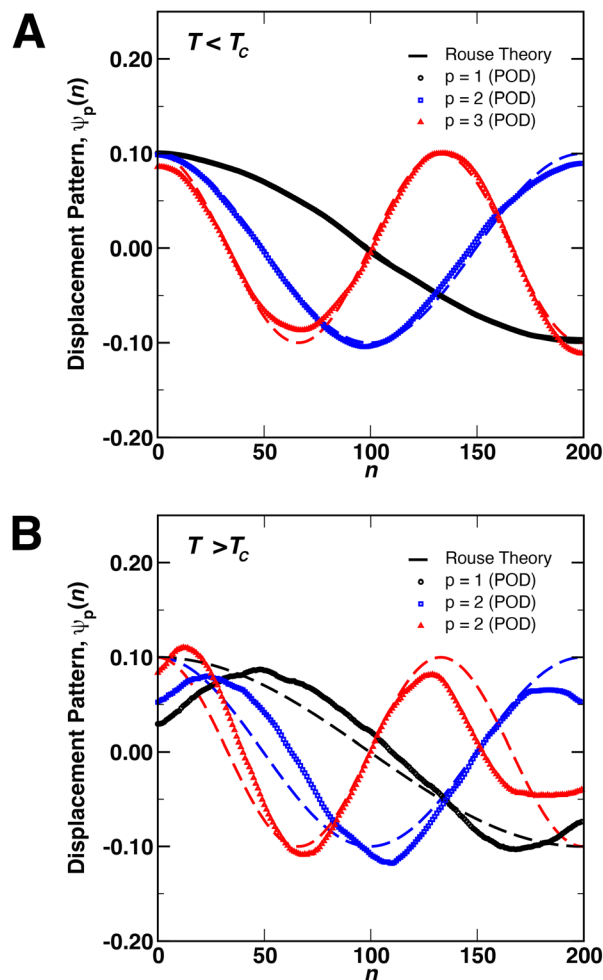 A
T < Tc
Rouse Theory
p = 1 (POD)
p = 2 (POD)
p = 3 (POD)
Displacement Pattern, ψp(n)
0.20
0.10
0.00
-0.10
-0.20
0 50 100 150 200
n
B
T > Tc
Rouse Theory
p = 1 (POD)
p = 2 (POD)
p = 2 (POD)
Displacement Pattern, ψp(n)
0.20
0.10
0.00
-0.10
-0.20
0 50 100 150 200
n